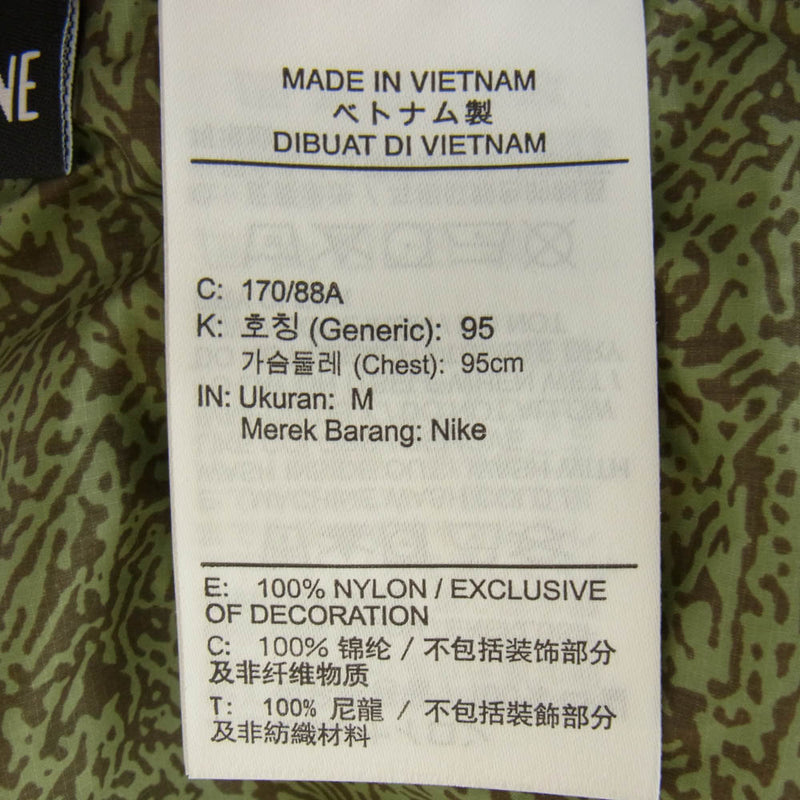 NE
MADE IN VIETNAM
ベトナム製
DIBUAT DI VIETNAM
C: 170/88A
K: 호칭 (Generic): 95
가슴둘레 (Chest): 95cm
IN: Ukuran: M
Merek Barang: Nike
E: 100% NYLON / EXCLUSIVE
OF DECORATION
C: 100% 锦纶 / 不包括装饰部分
及非纤维物质
T: 100% 尼龍 / 不包括裝飾部分
及非紡織材料